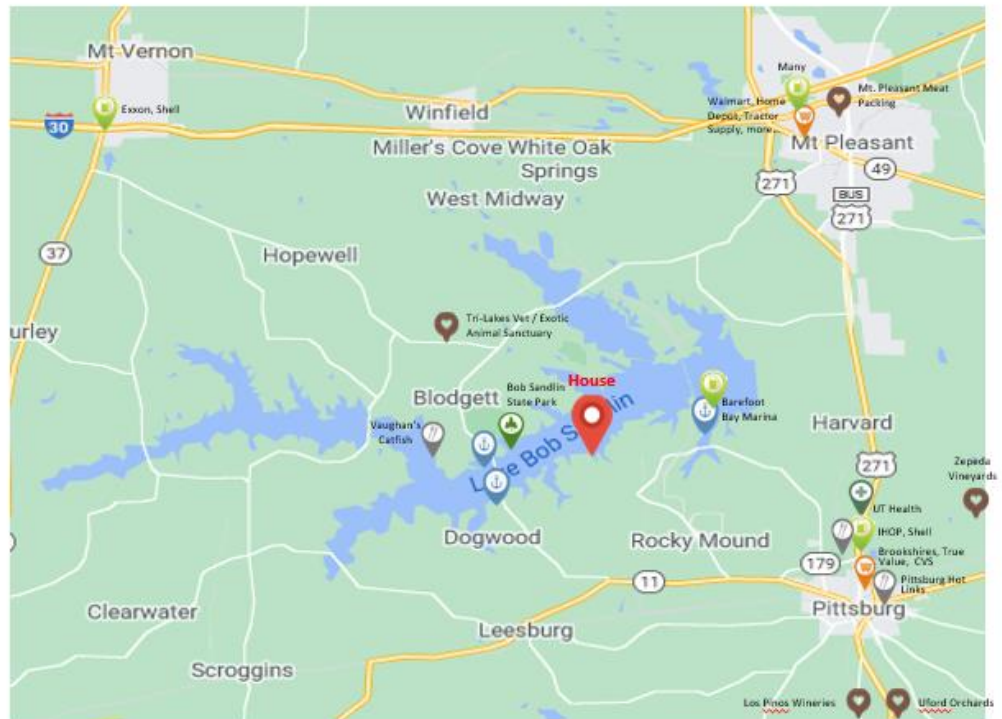 Mt Vernon
Many
Exxon, Shell
Mt. Pleasant Meat
Packing
Walmart, Home
Depot, Tractor
Supply, more..
30
Winfield
Mt Pleasant
Miller's Cove White Oak
Springs
49
271
West Midway
BUS
271
37
Hopewell
Tri-Lakes Vet / Exotic
Animal Sanctuary
urley
House
Bob Sandlin
State Park
Blodgett
Barefoot
Bay Marina
Vaughan's
Catfish
Harvard
271
Zepeda
Vineyards
UT Health
IHOP, Shell
Dogwood
Rocky Mound
Brookshires, True
Value, CVS
179
Pittsburg Hot
Links
11
Pittsburg
Clearwater
Leesburg
Scroggins
Los Pinos Wineries
Uford Orchards